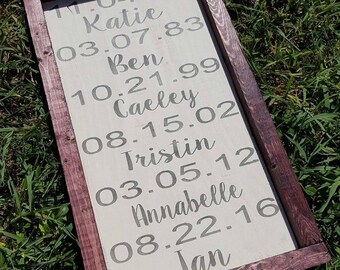 Katie
03.07.83
Ben
10.21.99
Caeley
08.15.02
Tristin
03.05.12
Annabelle
08.22.16
Jan